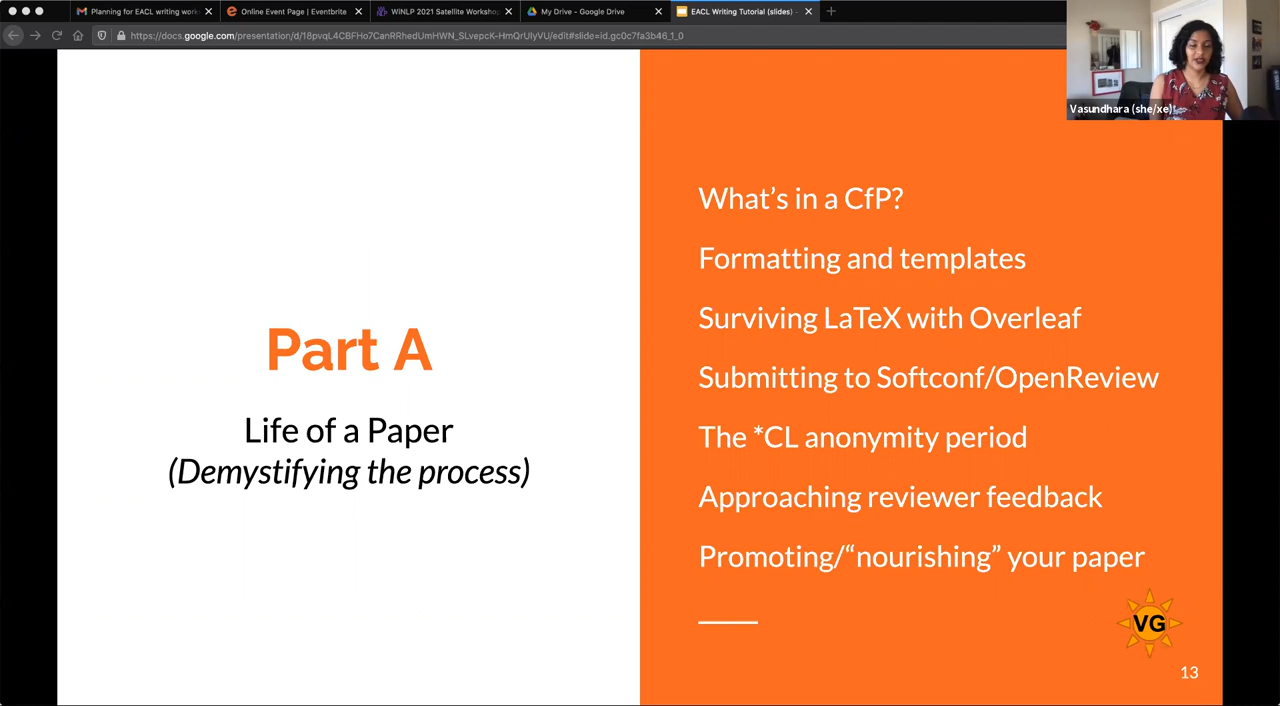 Planning for EACL writing work
Online Event Page | Eventbrite
WiNLP 2021 Satellite Worksho
My Drive - Google Drive
EACL Writing Tutorial (slides) -
Vasundhara (she/xe)
What's in a CfP?
Formatting and templates
Surviving LaTeX with Overleaf
Submitting to Softconf/OpenReview
The *CL anonymity period
Approaching reviewer feedback
Promoting/“nourishing” your paper
Part A
Life of a Paper
(Demystifying the process)
VG
13